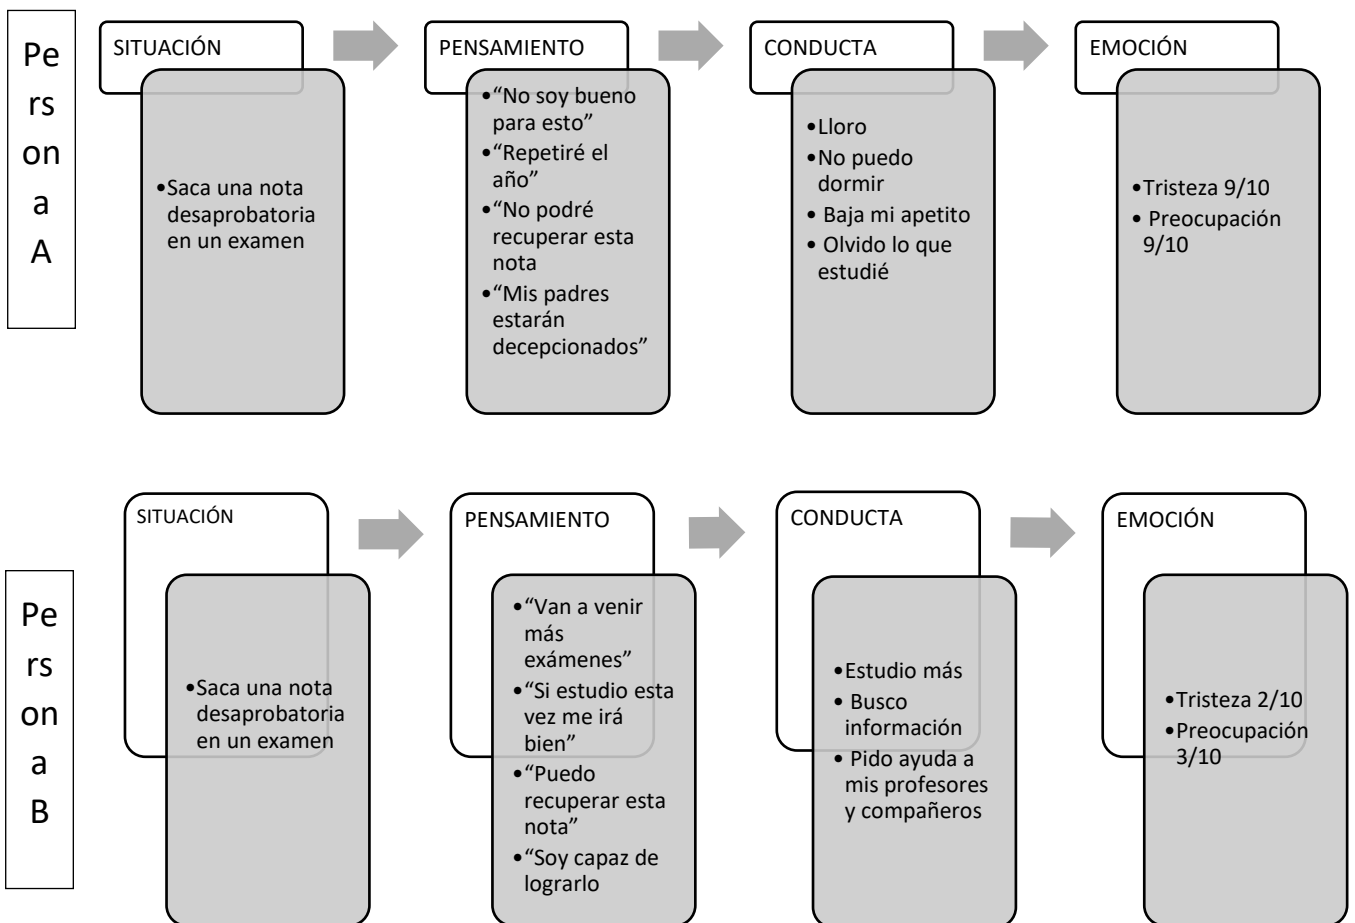 Pe
rs
on
a
A
SITUACIÓN
•Saca una nota
desaprobatoria
en un examen
PENSAMIENTO
•“No soy bueno
para esto”
•“Repetiré el
año”
•“No podré
recuperar esta
nota
•“Mis padres
estarán
decepcionados”
CONDUCTA
•Lloro
•No puedo
dormir
• Baja mi apetito
• Olvido lo que
estudié
EMOCIÓN
•Tristeza 9/10
• Preocupación
9/10
Pe
rs
on
a
B
SITUACIÓN
•Saca una nota
desaprobatoria
en un examen
PENSAMIENTO
•“Van a venir
más
exámenes”
•“Si estudio esta
vez me irá
bien”
•“Puedo
recuperar esta
nota”
•“Soy capaz de
lograrlo
CONDUCTA
•Estudio más
• Busco
información
• Pido ayuda a
mis profesores
y compañeros
EMOCIÓN
•Tristeza 2/10
•Preocupación
3/10